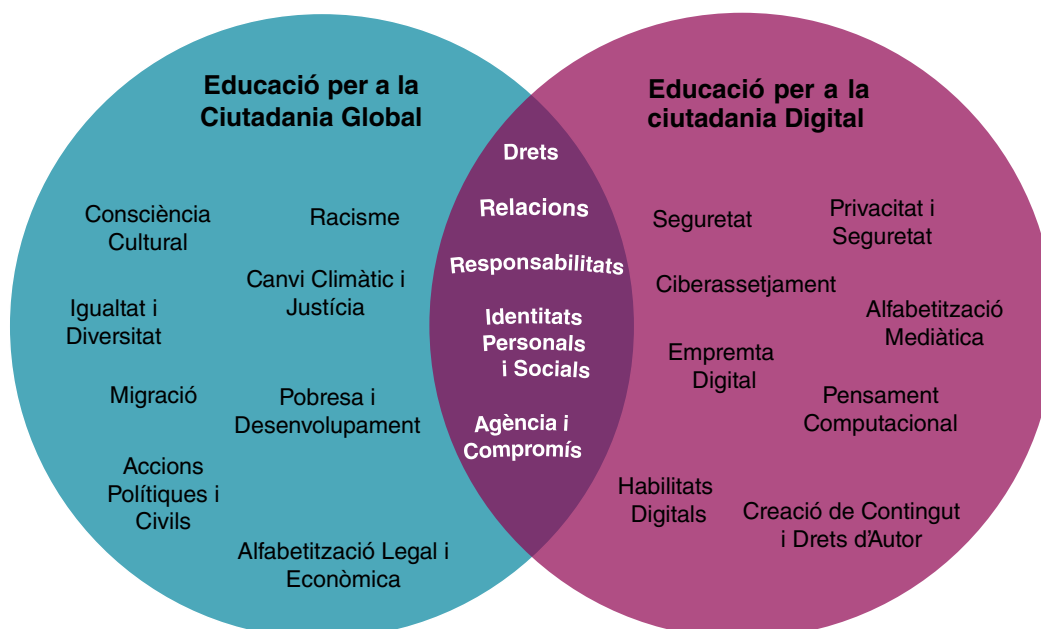 Educació per a la
Ciutadania Global
Consciència
Cultural
Racisme
Canvi Climàtic i
Justícia
Igualtat i
Diversitat
Migració
Pobresa i
Desenvolupament
Accions
Polítiques i
Civils
Alfabetització Legal i
Econòmica
Drets
Relacions
Responsabilitats
Identitats
Personals
i Socials
Agència i
Compromís
Educació per a la
ciutadania Digital
Seguretat
Privacitat i
Seguretat
Ciberassetjament
Alfabetització
Mediàtica
Empremta
Digital
Pensament
Computacional
Habilitats
Digitals
Creació de Contingut
i Drets d'Autor